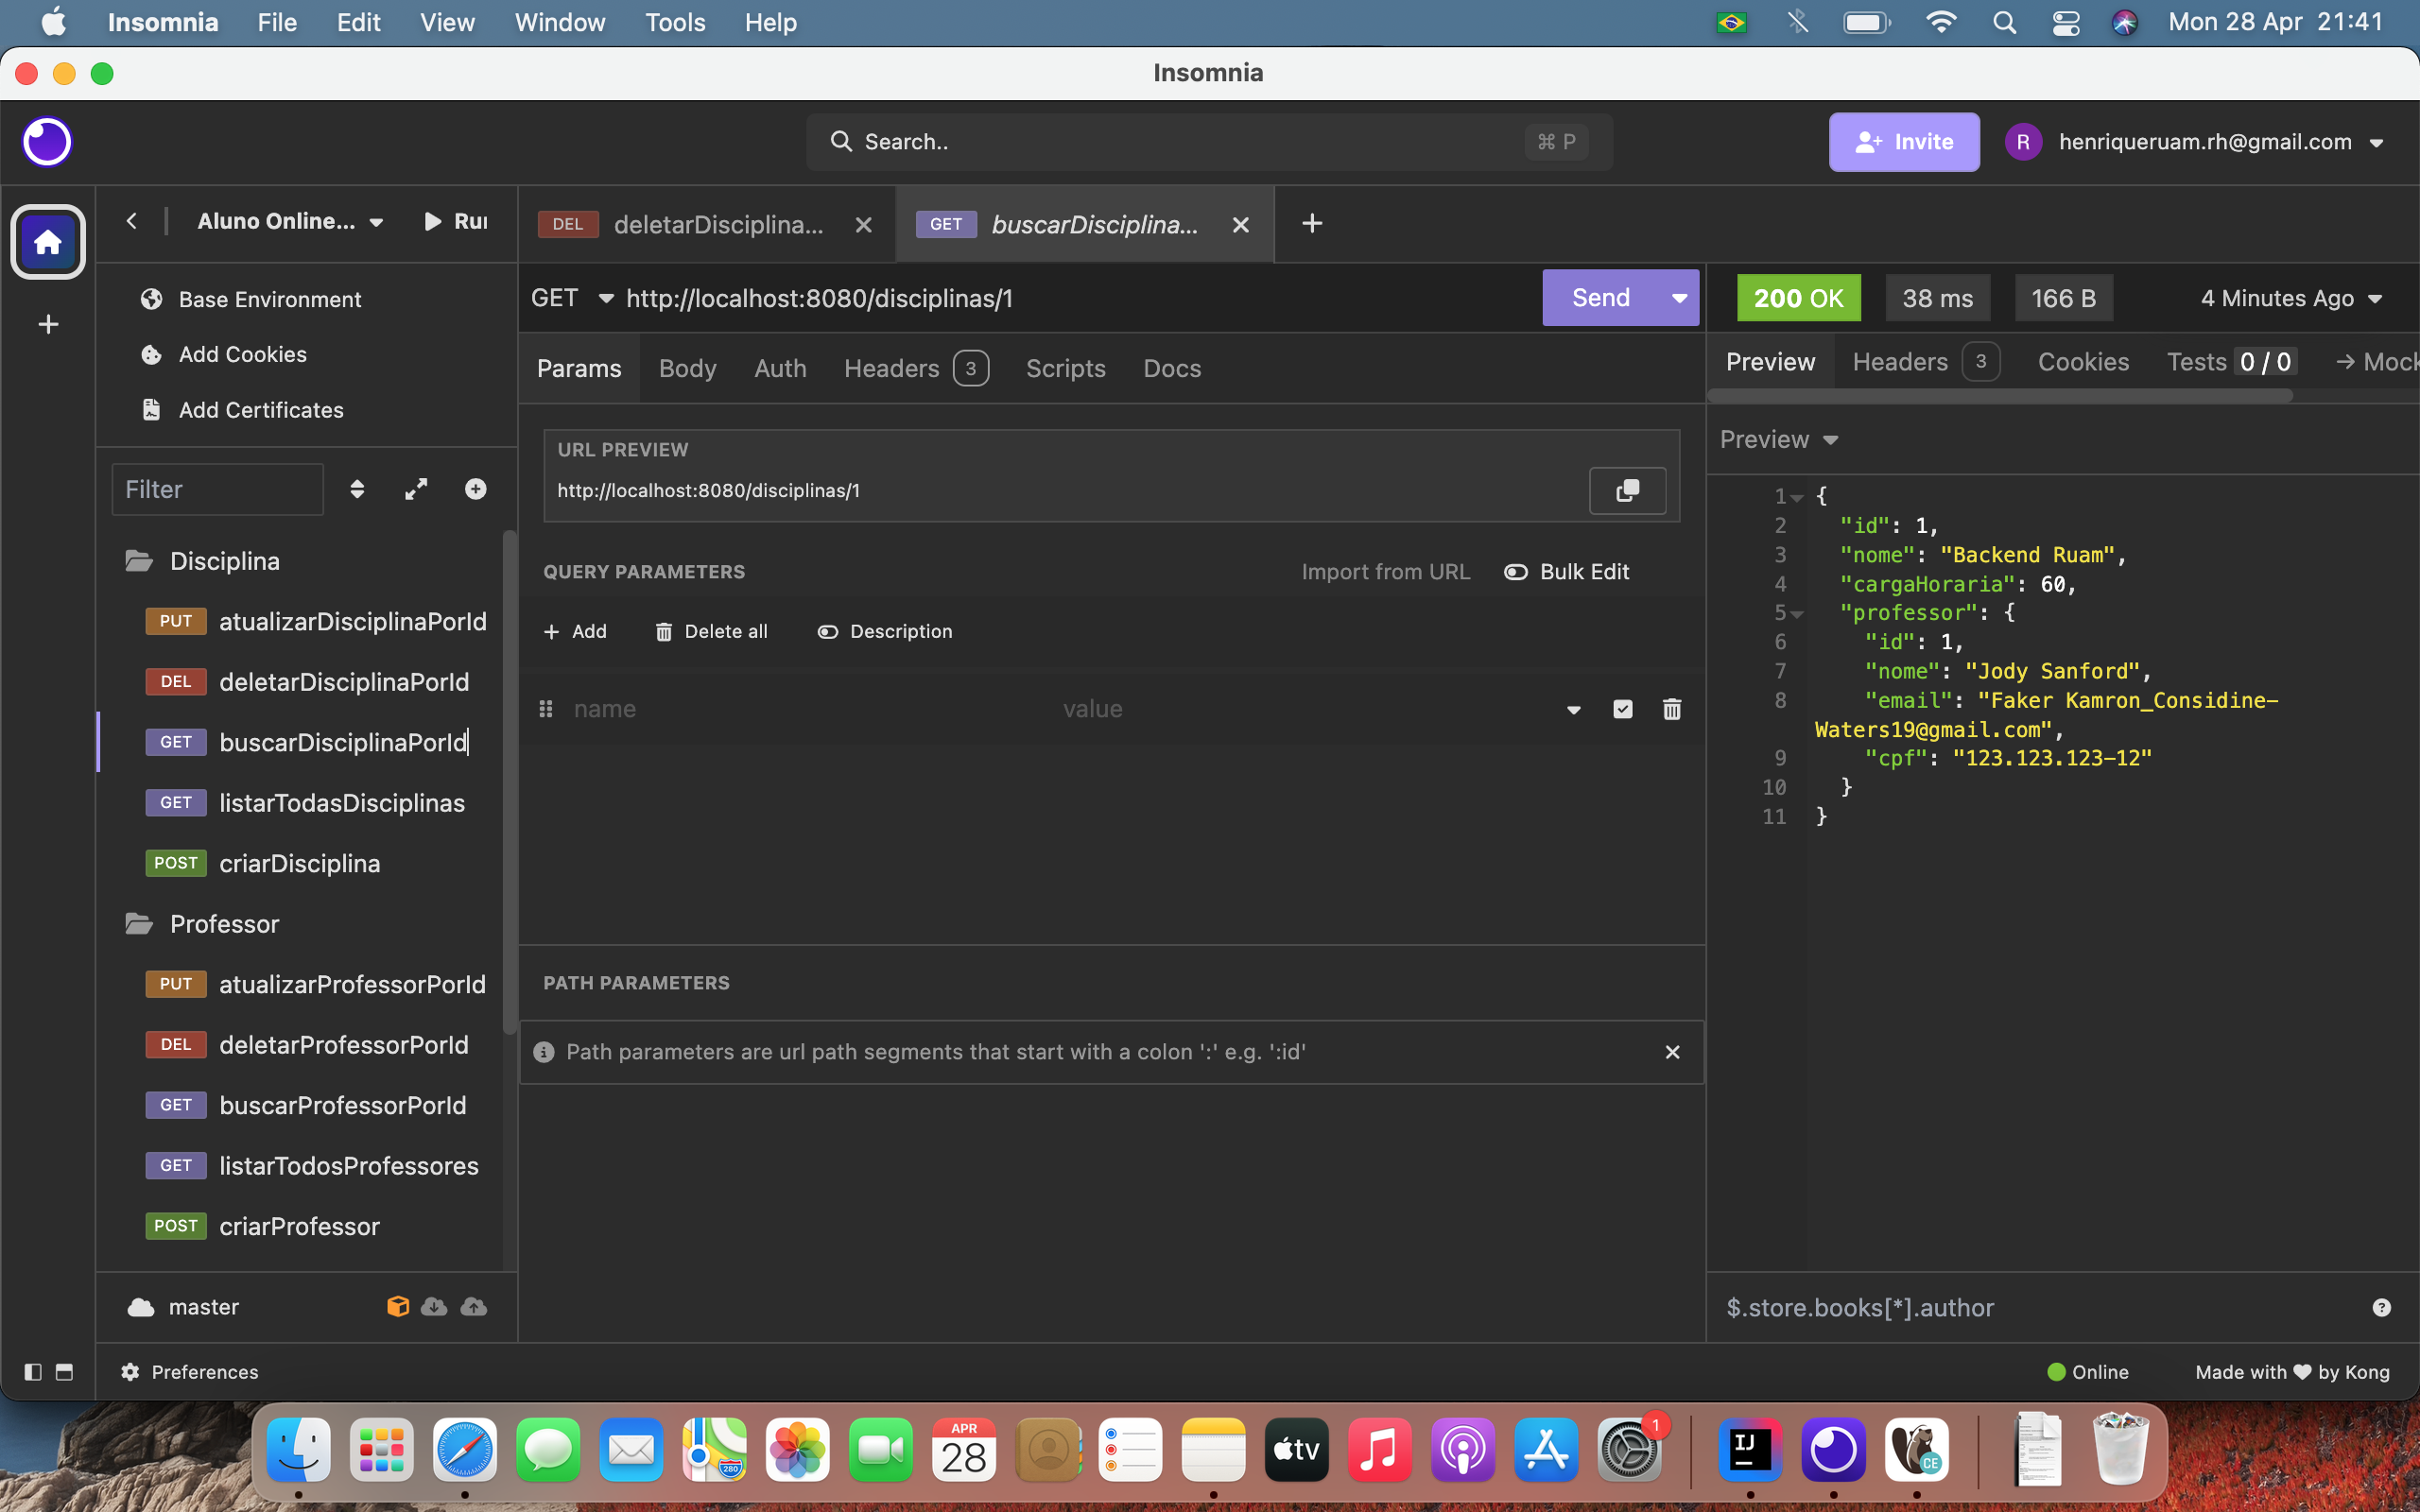 Insomnia File Edit View Window Tools Help Mon 28 Apr 21:41
Insomnia
Search.. ⌘ P Invite R henriqueruam.rh@gmail.com
Aluno Online... Rur
DEL deletarDisciplina... GET buscarDisciplina...
Base Environment
Add Cookies
Add Certificates
Filter
Disciplina
PUT atualizarDisciplinaPorId
DEL deletarDisciplinaPorId
GET buscarDisciplinaPorId
GET listarTodasDisciplinas
POST criarDisciplina
Professor
PUT atualizarProfessorPorId
DEL deletarProfessorPorId
GET buscarProfessorPorId
GET listarTodosProfessores
POST criarProfessor
master
GET http://localhost:8080/disciplinas/1 Send
Params Body Auth Headers 3 Scripts Docs
URL PREVIEW
http://localhost:8080/disciplinas/1
QUERY PARAMETERS Import from URL Bulk Edit
+ Add Delete all Description
name value
PATH PARAMETERS
Path parameters are url path segments that start with a colon ':' e.g. ':id'
200 OK 38 ms 166 B 4 Minutes Ago
Preview Headers 3 Cookies Tests 0 / 0 → Mock
Preview
1 {
2 "id": 1,
3 "nome": "Backend Ruam",
4 "cargaHoraria": 60,
5 "professor": {
6 "id": 1,
7 "nome": "Jody Sanford",
8 "email": "Faker Kamron_Considine-
Waters19@gmail.com",
9 "cpf": "123.123.123-12"
10 }
11 }
$.store.books[*].author
Preferences Online Made with ♥ by Kong
280 APR 28 tv 1 IJ CE